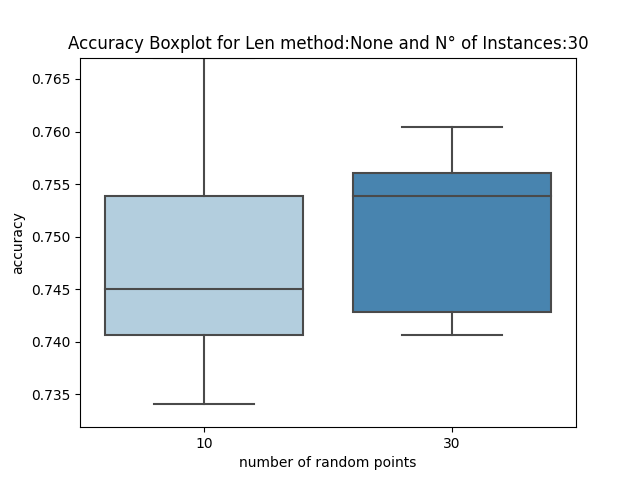 Accuracy Boxplot for Len method:None and N° of Instances:30
0.765
0.760
0.755
0.750
0.745
0.740
0.735
accuracy
10 30
number of random points